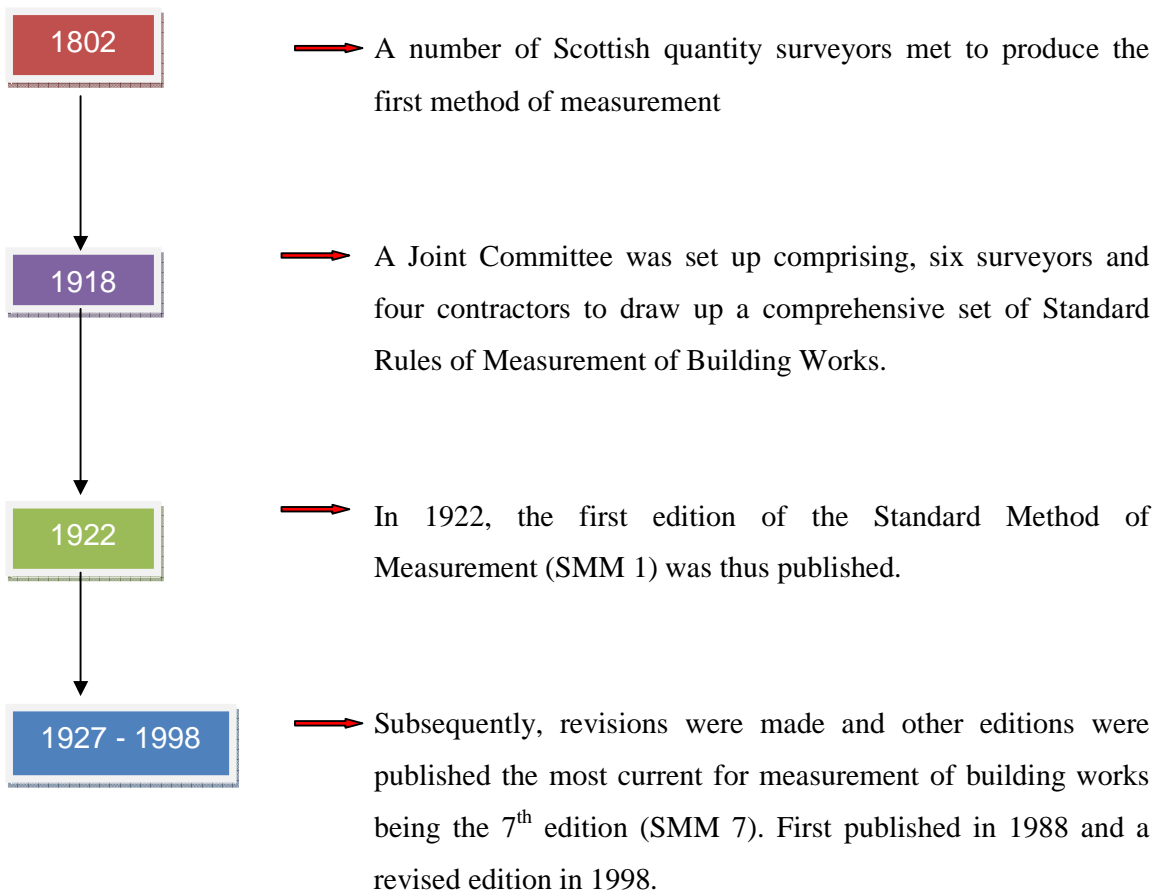 1802
A number of Scottish quantity surveyors met to produce the
first method of measurement
1918
A Joint Committee was set up comprising, six surveyors and
four contractors to draw up a comprehensive set of Standard
Rules of Measurement of Building Works.
1922
In 1922, the first edition of the Standard Method of
Measurement (SMM 1) was thus published.
1927 - 1998
Subsequently, revisions were made and other editions were
published the most current for measurement of building works
being the 7th edition (SMM 7). First published in 1988 and a
revised edition in 1998.